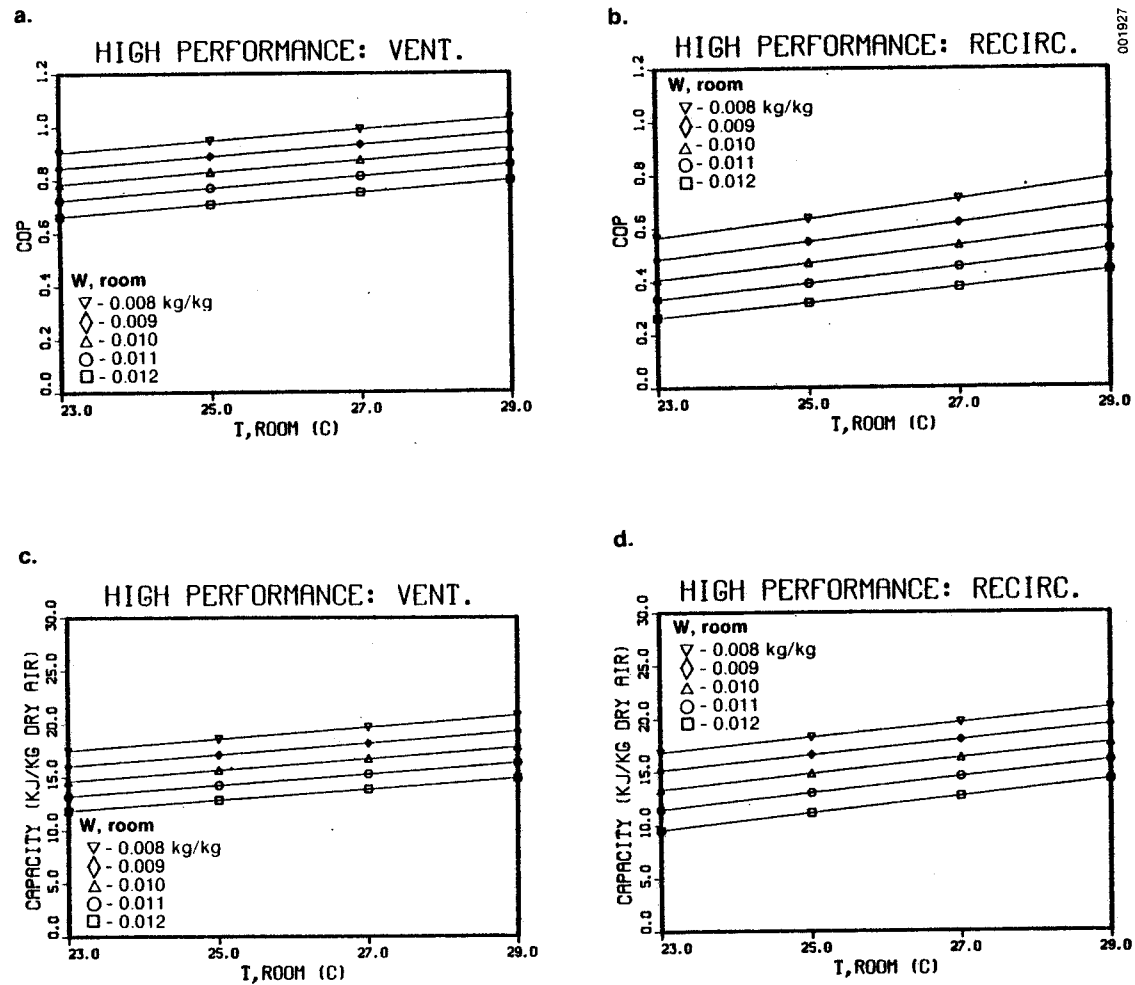 a.
HIGH PERFORMANCE: VENT.
1.2
1.0
0.8
0.6
0.4
0.2
0.0
COP
W, room
▽ - 0.008 kg/kg
◇ - 0.009
△ - 0.010
○ - 0.011
□ - 0.012
23.0 25.0 27.0 29.0
T,ROOM (C)
b.
001927
HIGH PERFORMANCE: RECIRC.
1.2
1.0
0.8
0.6
0.4
0.2
0.0
COP
W, room
▽ - 0.008 kg/kg
◇ - 0.009
△ - 0.010
○ - 0.011
□ - 0.012
23.0 25.0 27.0 29.0
T,ROOM (C)
c.
HIGH PERFORMANCE: VENT.
30.0
25.0
20.0
15.0
10.0
5.0
0.0
CAPACITY (KJ/KG DRY AIR)
W, room
▽ - 0.008 kg/kg
◇ - 0.009
△ - 0.010
○ - 0.011
□ - 0.012
23.0 25.0 27.0 29.0
T,ROOM (C)
d.
HIGH PERFORMANCE: RECIRC.
30.0
25.0
20.0
15.0
10.0
5.0
0.0
CAPACITY (KJ/KG DRY AIR)
W, room
▽ - 0.008 kg/kg
◇ - 0.009
△ - 0.010
○ - 0.011
□ - 0.012
23.0 25.0 27.0 29.0
T,ROOM (C)